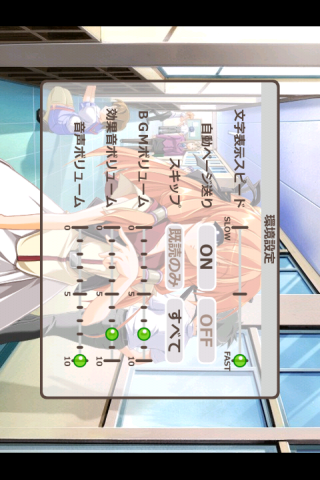 環境設定
文字表示スピード
SLOW
FAST
自動ページ送り
ON
OFF
スキップ
既読のみ
すべて
BGMボリューム
0
5
10
効果音ボリューム
0
5
10
音声ボリューム
0
5
10